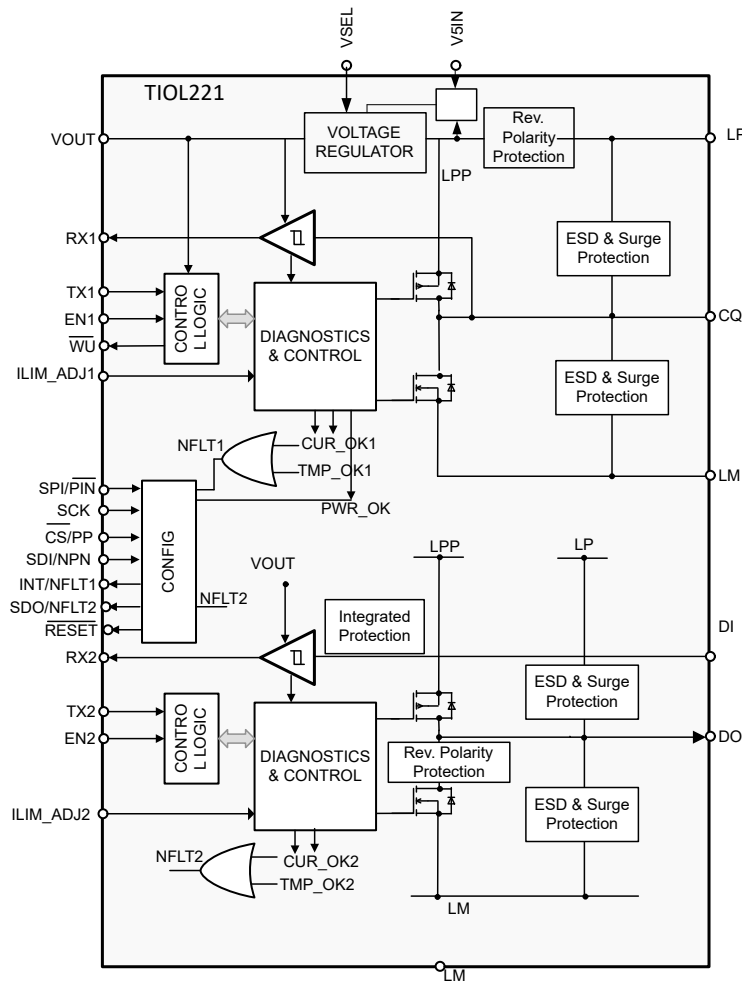 VSEL
V5IN
TIOL221
VOUT
VOLTAGE
REGULATOR
Rev.
Polarity
Protection
LP
LPP
RX1
ESD & Surge
Protection
TX1
EN1
WU
CONTRO
L LOGIC
DIAGNOSTICS
& CONTROL
CQ
ILIM_ADJ1
ESD & Surge
Protection
NFLT1
CUR_OK1
TMP_OK1
LM
SPI/PIN
SCK
CS/PP
SDI/NPN
INT/NFLT1
SDO/NFLT2
RESET
CONFIG
PWR_OK
NFLT2
VOUT
LPP
LP
Integrated
Protection
DI
RX2
ESD & Surge
Protection
TX2
EN2
CONTRO
L LOGIC
DIAGNOSTICS
& CONTROL
DO
Rev. Polarity
Protection
ESD & Surge
Protection
ILIM_ADJ2
NFLT2
CUR_OK2
TMP_OK2
LM
LM